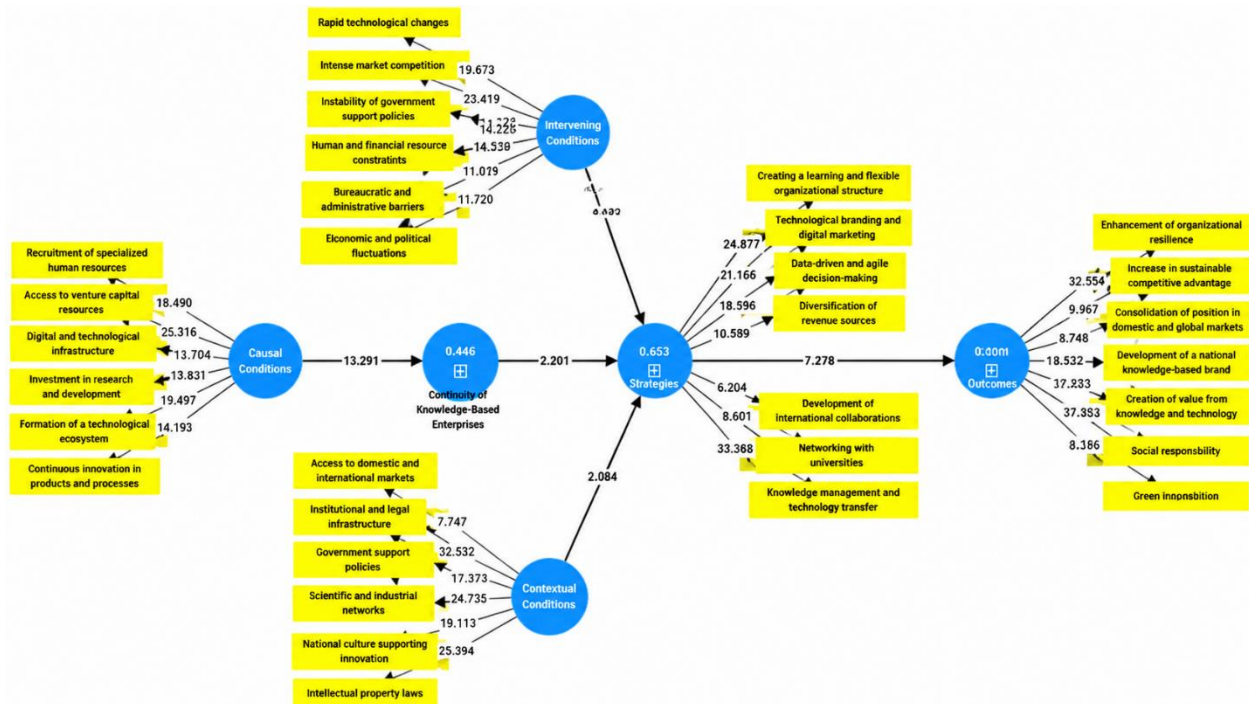 Rapid technological changes
Intense market competition
Instability of government
support policies
Human and financial resource
constraints
Bureaucratic and
administrative barriers
Elconomic and political
fluctuations
19.673
23.419
14.225
14.539
11.079
11.720
Intervening
Conditions
Creating a learning and flexible
organizational structure
Technological branding and
digital marketing
Data-driven and agile
decision-making
Diversification of
revenue sources
24.877
21.166
18.596
10.589
Recruitment of specialized
human resources
Access to venture capital
resources
Digital and technological
infrastructure
Investment in research
and development
Formation of a technological
ecosystem
Continuous innovation in
products and processes
18.490
25.316
13.704
13.831
19.497
14.193
Causal
Conditions
13.291
0.446
Continuity of
Knowledge-Based
Enterprises
2.201
0.653
Strategies
7.278
Outcomes
Enhancement of organizational
resilience
Increase in sustainable
competitive advantage
Consolidation of position in
domestic and global markets
Development of a national
knowledge-based brand
Creation of value from
knowledge and technology
Social responsbility
Green
32.554
9.967
8.748
18.532
37.383
8.386
6.204
8.601
33.368
Development of
international collaborations
Networking with
universities
Knowledge management and
technology transfer
2.084
Access to domestic and
international markets
Institutional and legal
infrastructure
Government support
policies
Scientific and industrial
networks
National culture supporting
innovation
Intellectual property laws
7.747
32.532
17.373
24.735
19.113
25.394
Contextual
Conditions